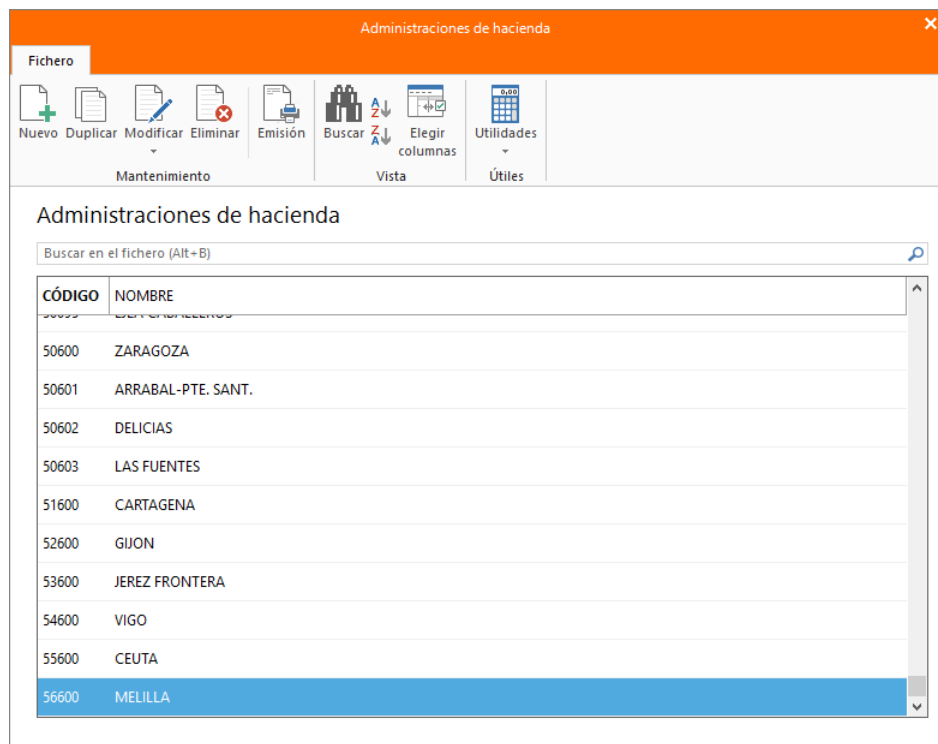 Administraciones de hacienda
Fichero
Nuevo Duplicar Modificar Eliminar Emisión Buscar Elegir columnas Utilidades
Mantenimiento Vista Útiles
Administraciones de hacienda
Buscar en el fichero (Alt+B)
CÓDIGO NOMBRE
50600 ZARAGOZA
50601 ARRABAL-PTE. SANT.
50602 DELICIAS
50603 LAS FUENTES
51600 CARTAGENA
52600 GIJON
53600 JEREZ FRONTERA
54600 VIGO
55600 CEUTA
56600 MELILLA